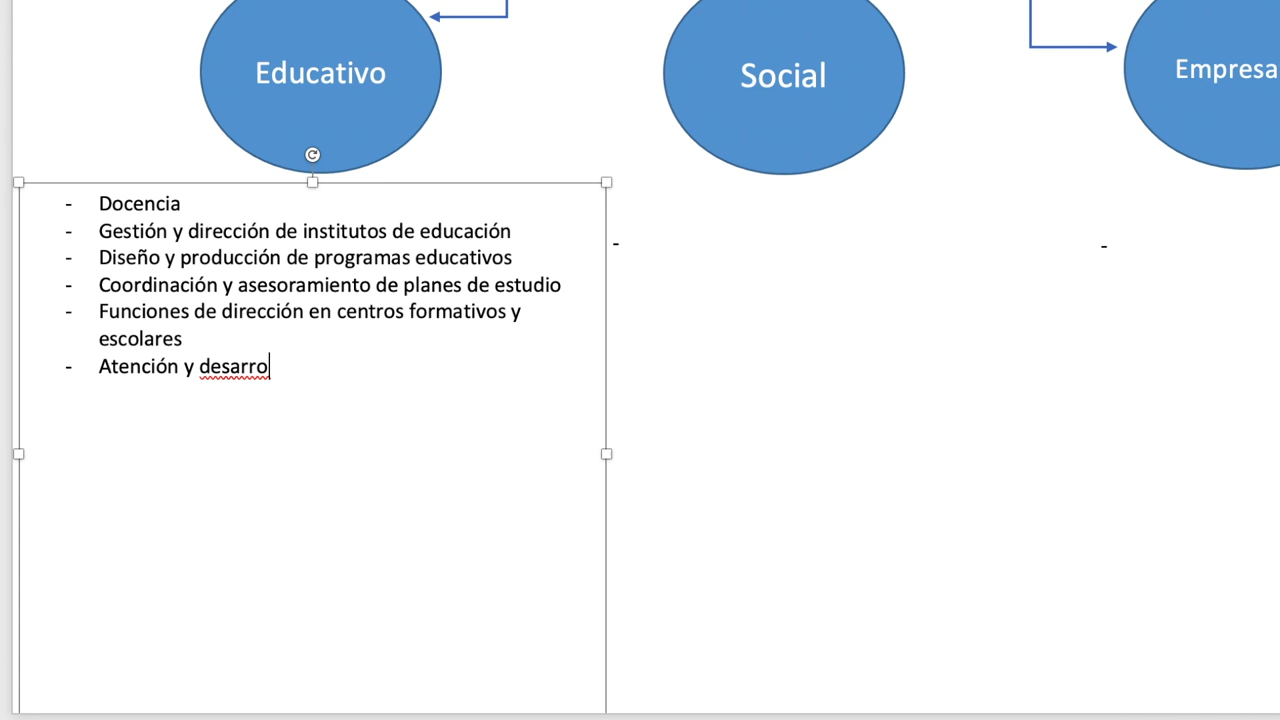 Educativo
Social
Empresa
- Docencia
- Gestión y dirección de institutos de educación
- Diseño y producción de programas educativos
- Coordinación y asesoramiento de planes de estudio
- Funciones de dirección en centros formativos y
escolares
- Atención y desarro
-
-